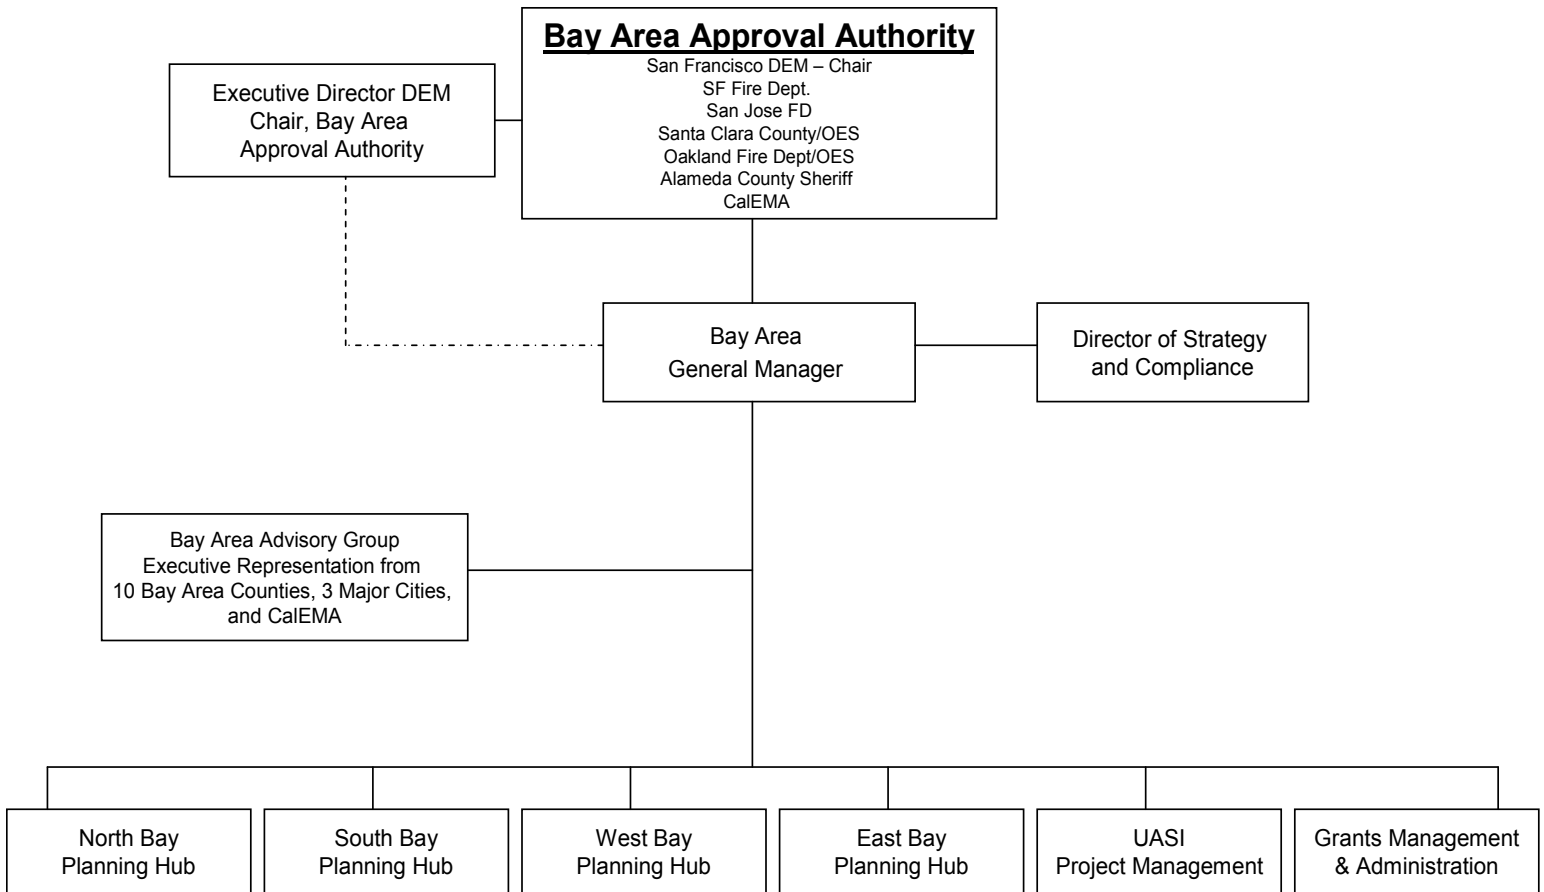 Bay Area Approval Authority
San Francisco DEM – Chair
SF Fire Dept.
San Jose FD
Santa Clara County/OES
Oakland Fire Dept/OES
Alameda County Sheriff
CalEMA
Executive Director DEM
Chair, Bay Area
Approval Authority
Bay Area
General Manager
Director of Strategy
and Compliance
Bay Area Advisory Group
Executive Representation from
10 Bay Area Counties, 3 Major Cities,
and CalEMA
North Bay
Planning Hub
South Bay
Planning Hub
West Bay
Planning Hub
East Bay
Planning Hub
UASI
Project Management
Grants Management
& Administration